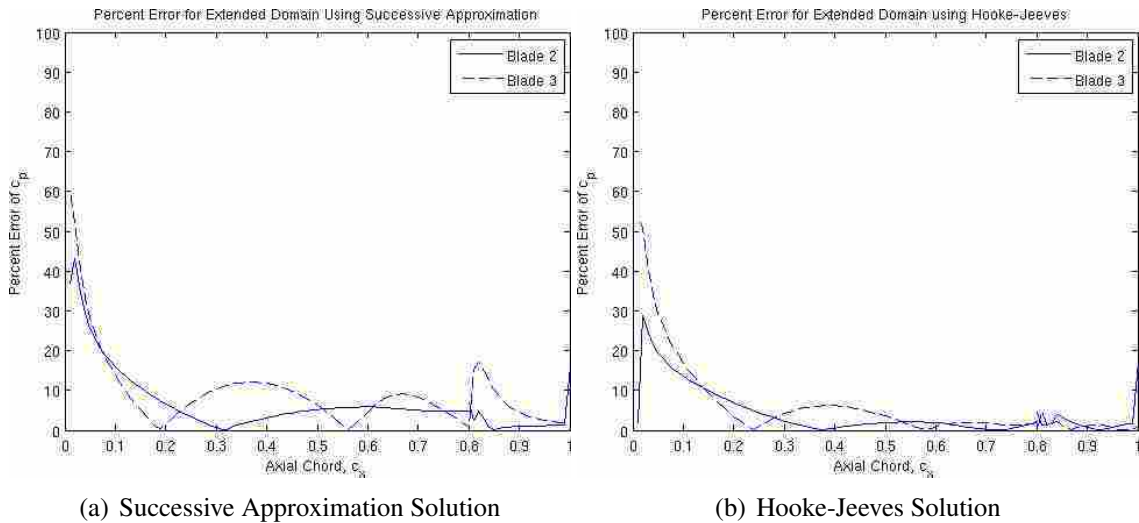 Percent Error for Extended Domain Using Successive Approximation
100
90
80
70
60
50
40
30
20
10
0
Percent Error of c_p
Blade 2
Blade 3
0 0.1 0.2 0.3 0.4 0.5 0.6 0.7 0.8 0.9 1
Axial Chord, c_x
(a) Successive Approximation Solution
Percent Error for Extended Domain using Hooke-Jeeves
100
90
80
70
60
50
40
30
20
10
0
Percent Error of c_p
Blade 2
Blade 3
0 0.1 0.2 0.3 0.4 0.5 0.6 0.7 0.8 0.9 1
Axial Chord, c_x
(b) Hooke-Jeeves Solution